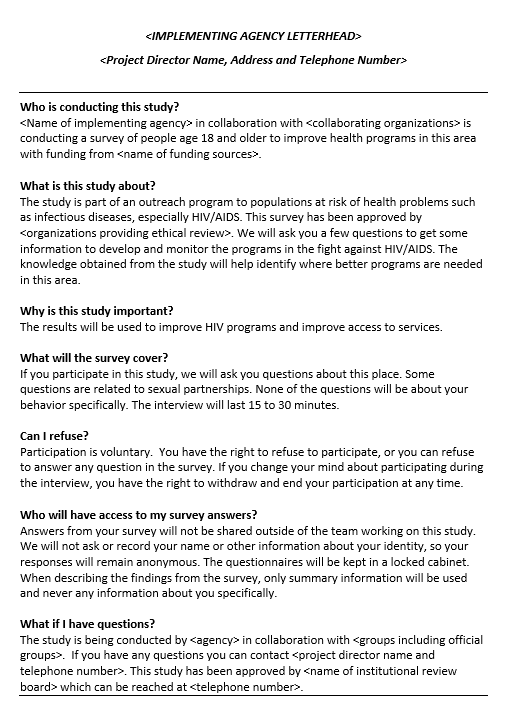 <IMPLEMENTING AGENCY LETTERHEAD>
<Project Director Name, Address and Telephone Number>
Who is conducting this study?
<Name of implementing agency> in collaboration with <collaborating organizations> is
conducting a survey of people age 18 and older to improve health programs in this area
with funding from <name of funding sources>.
What is this study about?
The study is part of an outreach program to populations at risk of health problems such
as infectious diseases, especially HIV/AIDS. This survey has been approved by
<organizations providing ethical review>. We will ask you a few questions to get some
information to develop and monitor the programs in the fight against HIV/AIDS. The
knowledge obtained from the study will help identify where better programs are needed
in this area.
Why is this study important?
The results will be used to improve HIV programs and improve access to services.
What will the survey cover?
If you participate in this study, we will ask you questions about this place. Some
questions are related to sexual partnerships. None of the questions will be about your
behavior specifically. The interview will last 15 to 30 minutes.
Can I refuse?
Participation is voluntary.  You have the right to refuse to participate, or you can refuse
to answer any question in the survey. If you change your mind about participating during
the interview, you have the right to withdraw and end your participation at any time.
Who will have access to my survey answers?
Answers from your survey will not be shared outside of the team working on this study.
We will not ask or record your name or other information about your identity, so your
responses will remain anonymous. The questionnaires will be kept in a locked cabinet.
When describing the findings from the survey, only summary information will be used
and never any information about you specifically.
What if I have questions?
The study is being conducted by <agency> in collaboration with <groups including official
groups>.  If you have any questions you can contact <project director name and
telephone number>. This study has been approved by <name of institutional review
board> which can be reached at <telephone number>.